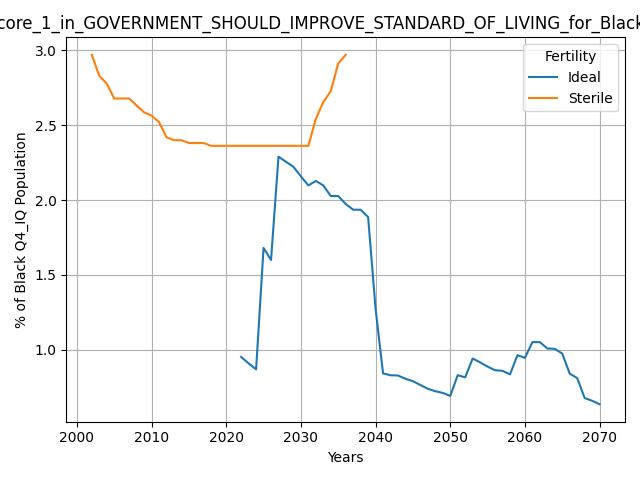 core_1_in_GOVERNMENT_SHOULD_IMPROVE_STANDARD_OF_LIVING_for_Black
Fertility
Ideal
Sterile
% of Black Q4_IQ Population
3.0
2.5
2.0
1.5
1.0
2000 2010 2020 2030 2040 2050 2060 2070
Years